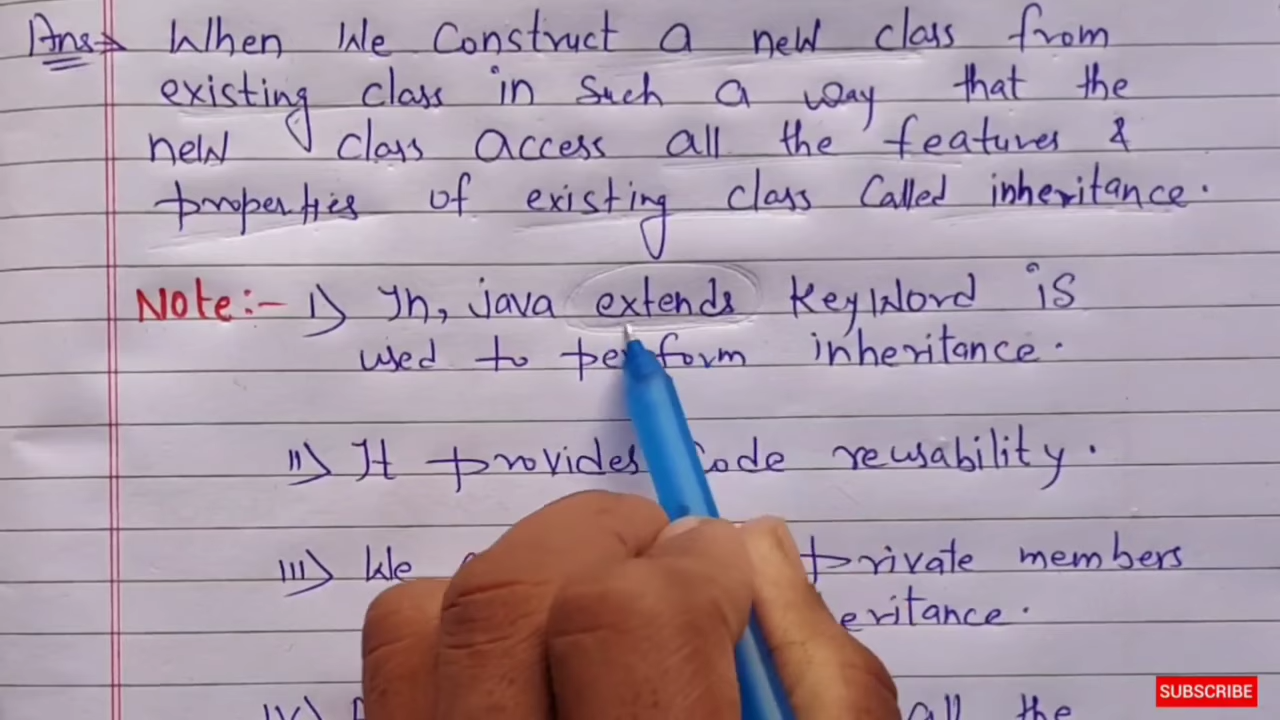 Ans→ When We Construct a new class from
existing class in such a way that the
new class access all the features &
properties of existing class Called inheritance.
Note:- i) In, java extends keyword is
used to perform inheritance.
ii) It provides Code reusability.
iii) We private members
eritance.
iv) all the
SUBSCRIBE